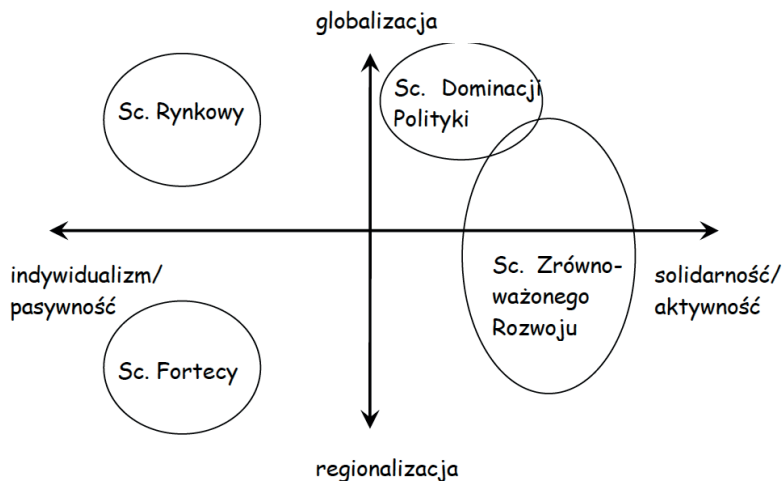 globalizacja
Sc. Rynkowy
Sc. Dominacji
Polityki
indywidualizm/
pasywność
Sc. Zrówno-
ważonego
Rozwoju
solidarność/
aktywność
Sc. Fortecy
regionalizacja